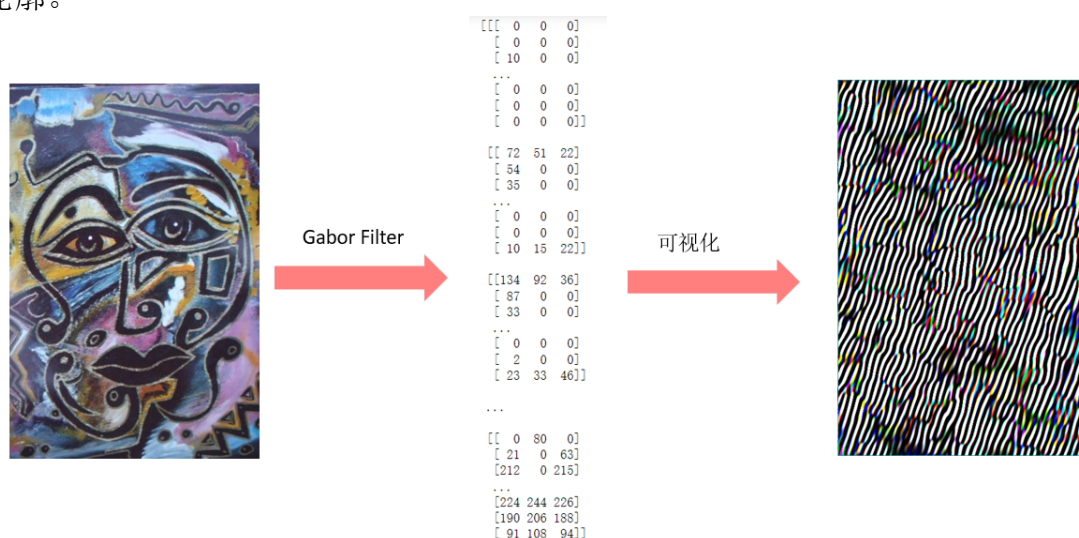 轮廓。
[[[  0   0   0]
[  0   0   0]
[ 10   0   0]
...
[  0   0   0]
[  0   0   0]
[  0   0   0]]
[[ 72  51  22]
[ 54   0   0]
[ 35   0   0]
...
[  0   0   0]
[  0   0   0]
[ 10  15  22]]
[[134  92  36]
[ 87   0   0]
[ 33   0   0]
...
[  0   0   0]
[  2   0   0]
[ 23  33  46]]
...
[[  0  80   0]
[ 21   0  63]
[212   0 215]
...
[224 244 226]
[190 206 188]
[ 91 108  94]]
Gabor Filter
可视化